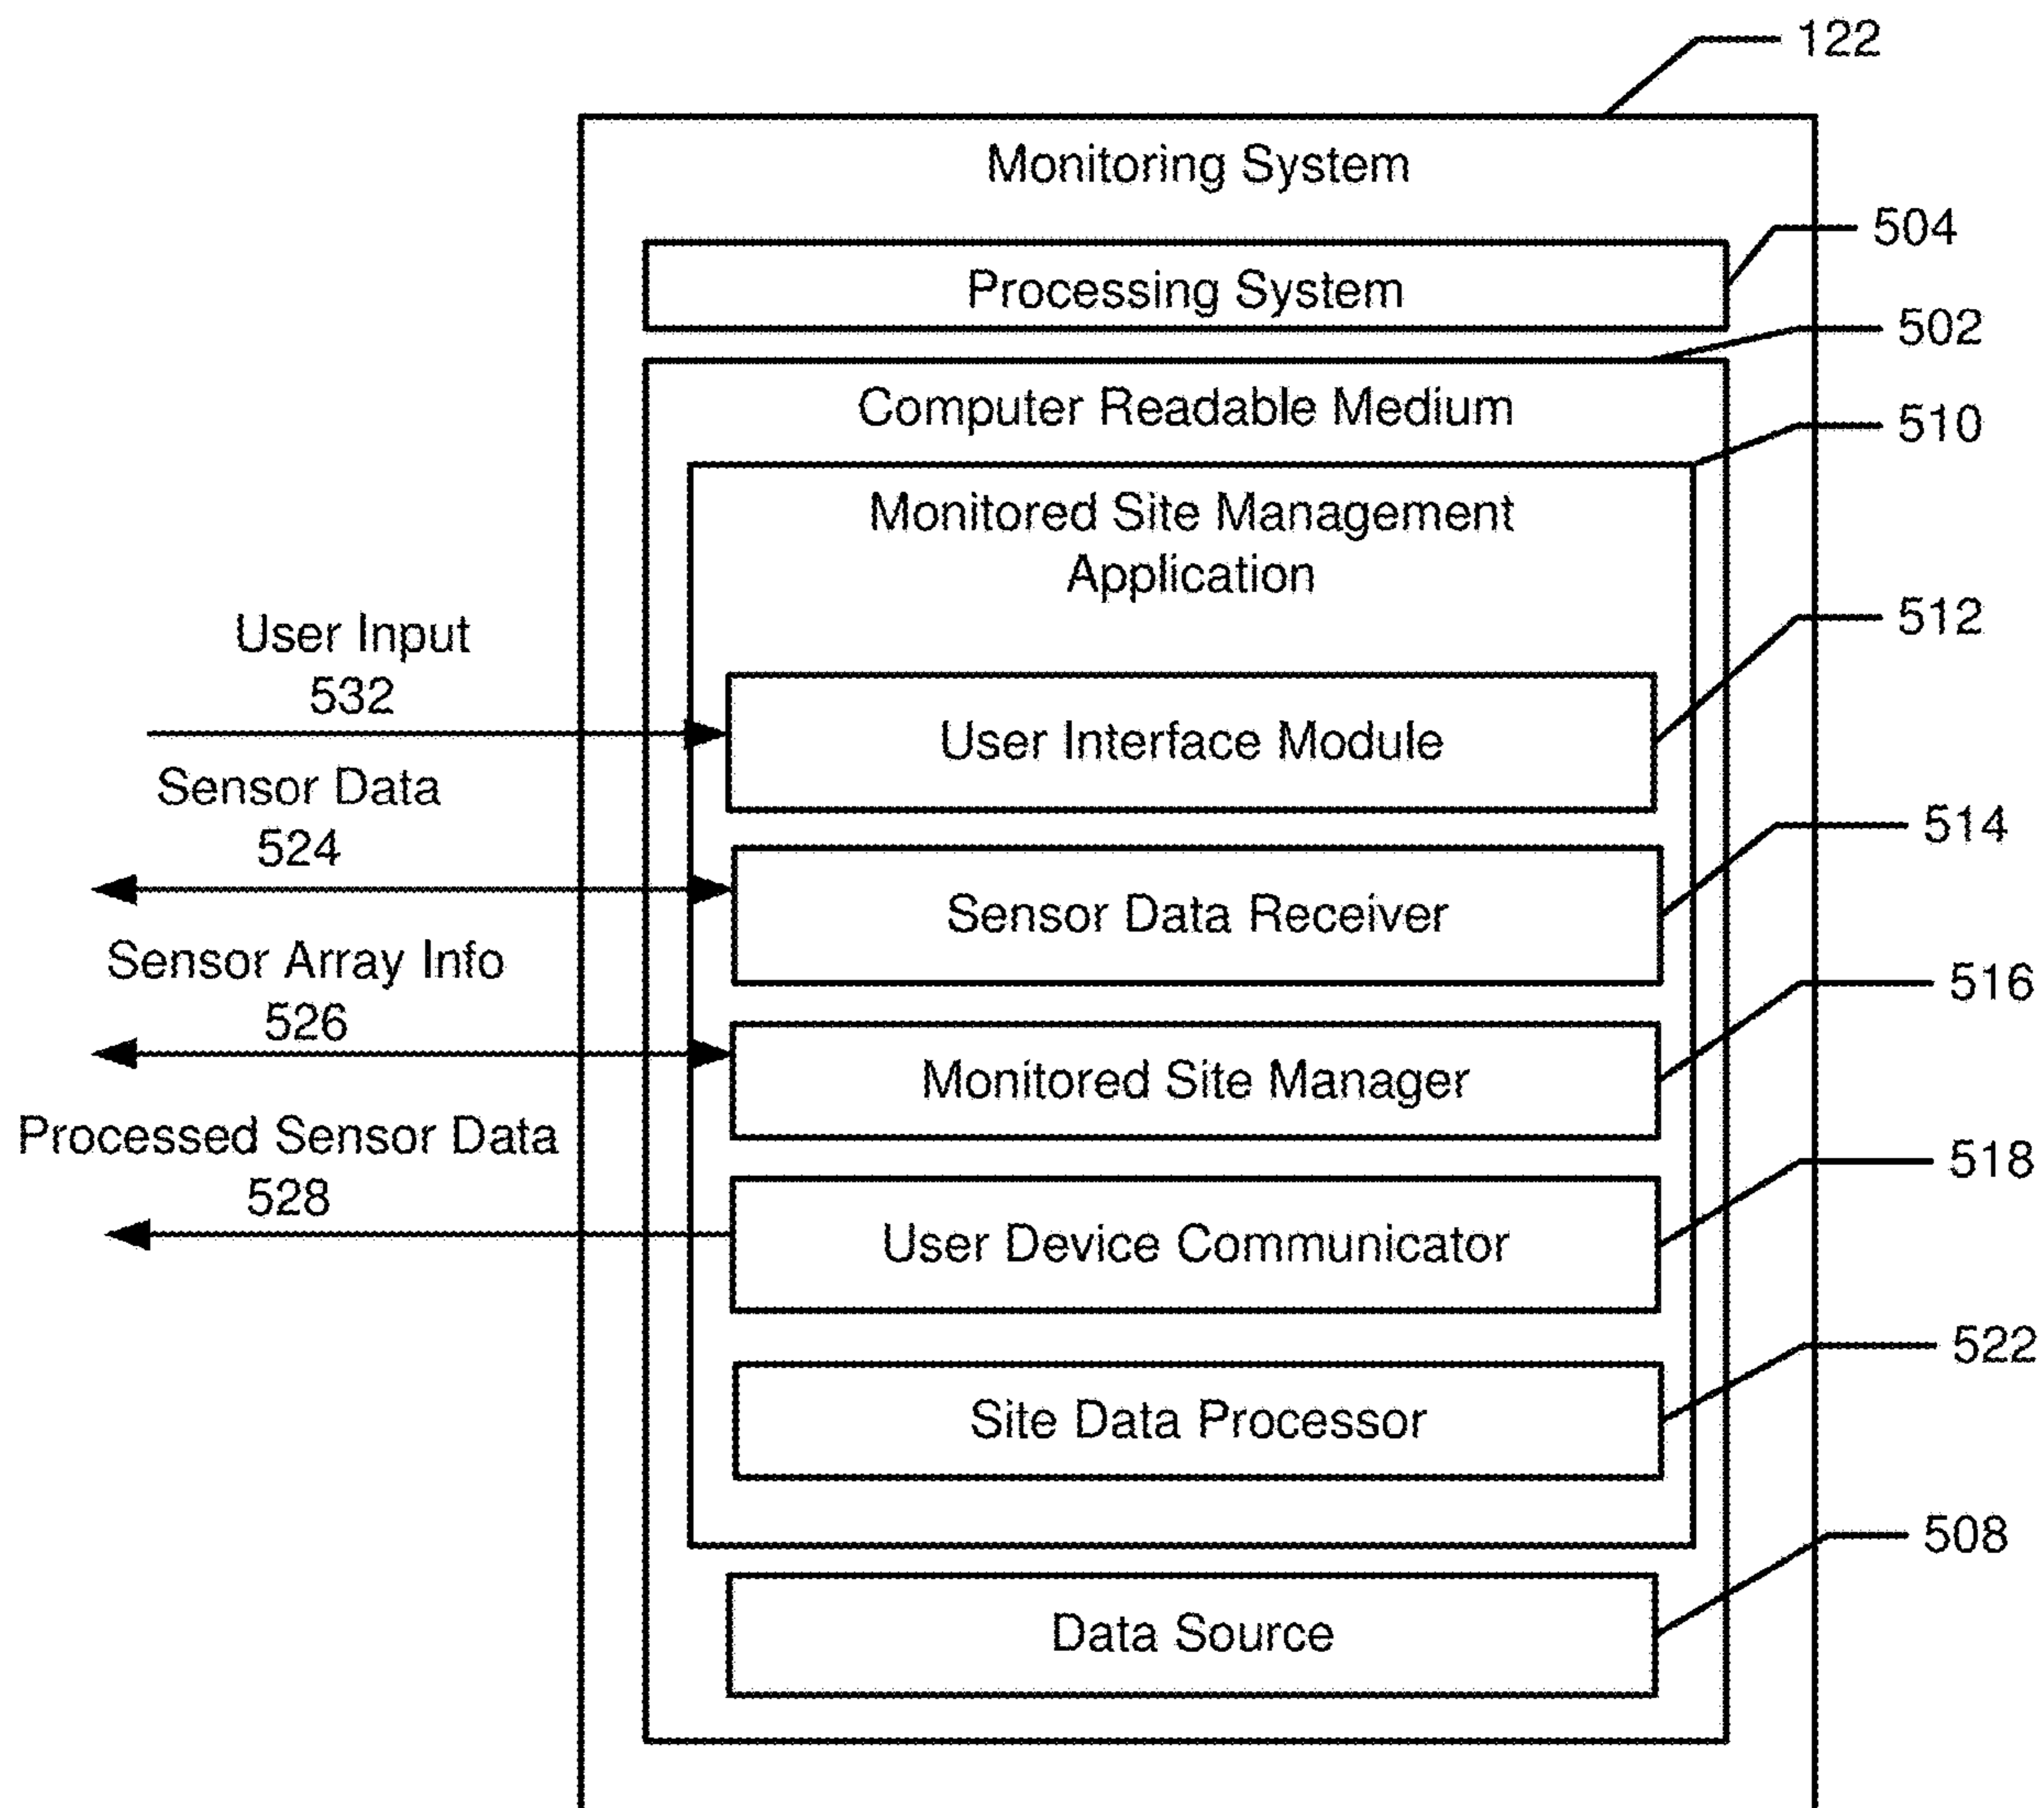 122
Monitoring System
504
Processing System
502
Computer Readable Medium
510
Monitored Site Management
Application
512
User Input
532
User Interface Module
Sensor Data
524
514
Sensor Data Receiver
Sensor Array Info
526
516
Monitored Site Manager
Processed Sensor Data
528
518
User Device Communicator
522
Site Data Processor
508
Data Source